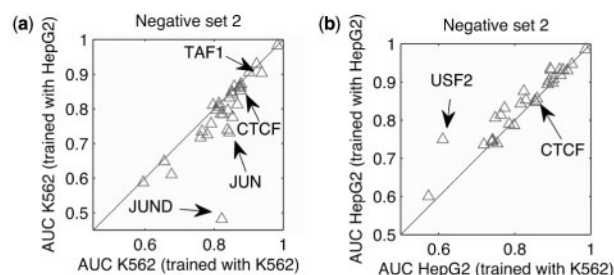 (a)
Negative set 2
AUC K562 (trained with HepG2)
1
0.9
0.8
0.7
0.6
0.5
TAF1
CTCF
JUN
JUND
0.6
0.8
1
AUC K562 (trained with K562)
(b)
Negative set 2
AUC HepG2 (trained with HepG2)
1
0.9
0.8
0.7
0.6
0.5
USF2
CTCF
0.6
0.8
1
AUC HepG2 (trained with K562)